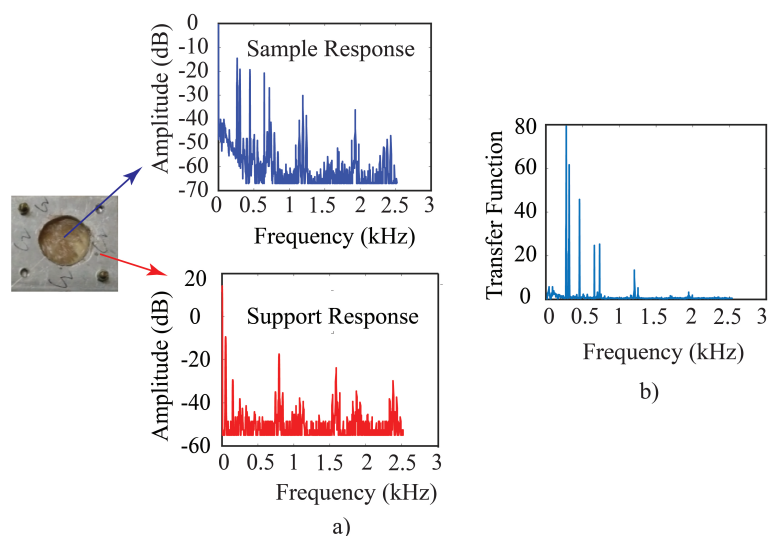 0
-10
-20
-30
-40
-50
-60
-70
Amplitude (dB)
Sample Response
0 0.5 1 1.5 2 2.5 3
Frequency (kHz)
20
0
-20
-40
-60
Amplitude (dB)
Support Response
0 0.5 1 1.5 2 2.5 3
Frequency (kHz)
a)
80
60
40
20
0
Transfer Function
0 0.5 1 1.5 2 2.5 3
Frequency (kHz)
b)